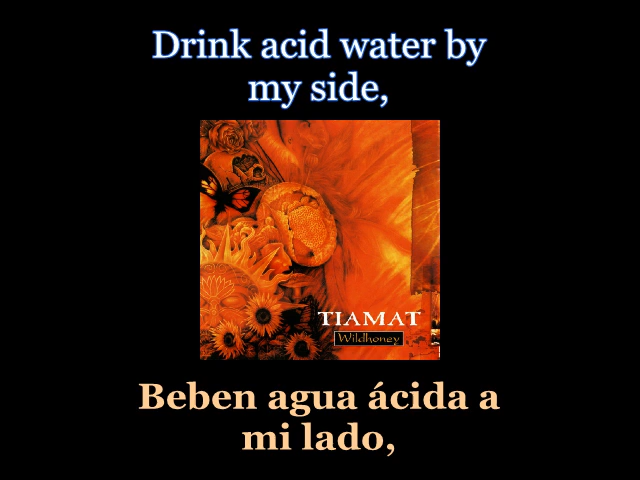 Drink acid water by
my side,
TIAMAT
Wildhoney
Beben agua ácida a
mi lado,